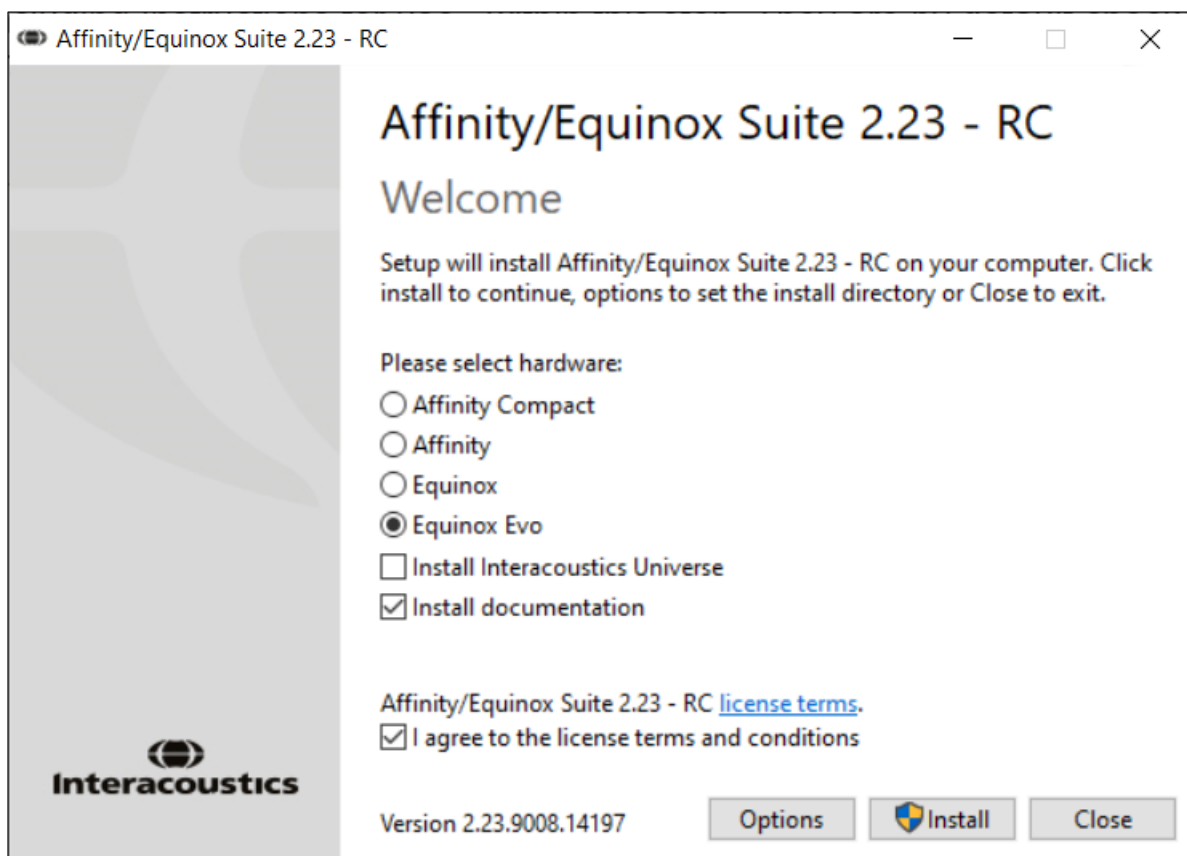 Affinity/Equinox Suite 2.23 - RC
Affinity/Equinox Suite 2.23 - RC
Welcome
Setup will install Affinity/Equinox Suite 2.23 - RC on your computer. Click
install to continue, options to set the install directory or Close to exit.
Please select hardware:
Affinity Compact
Affinity
Equinox
Equinox Evo
Install Interacoustics Universe
Install documentation
Affinity/Equinox Suite 2.23 - RC license terms.
I agree to the license terms and conditions
Interacoustics
Version 2.23.9008.14197
Options
Install
Close